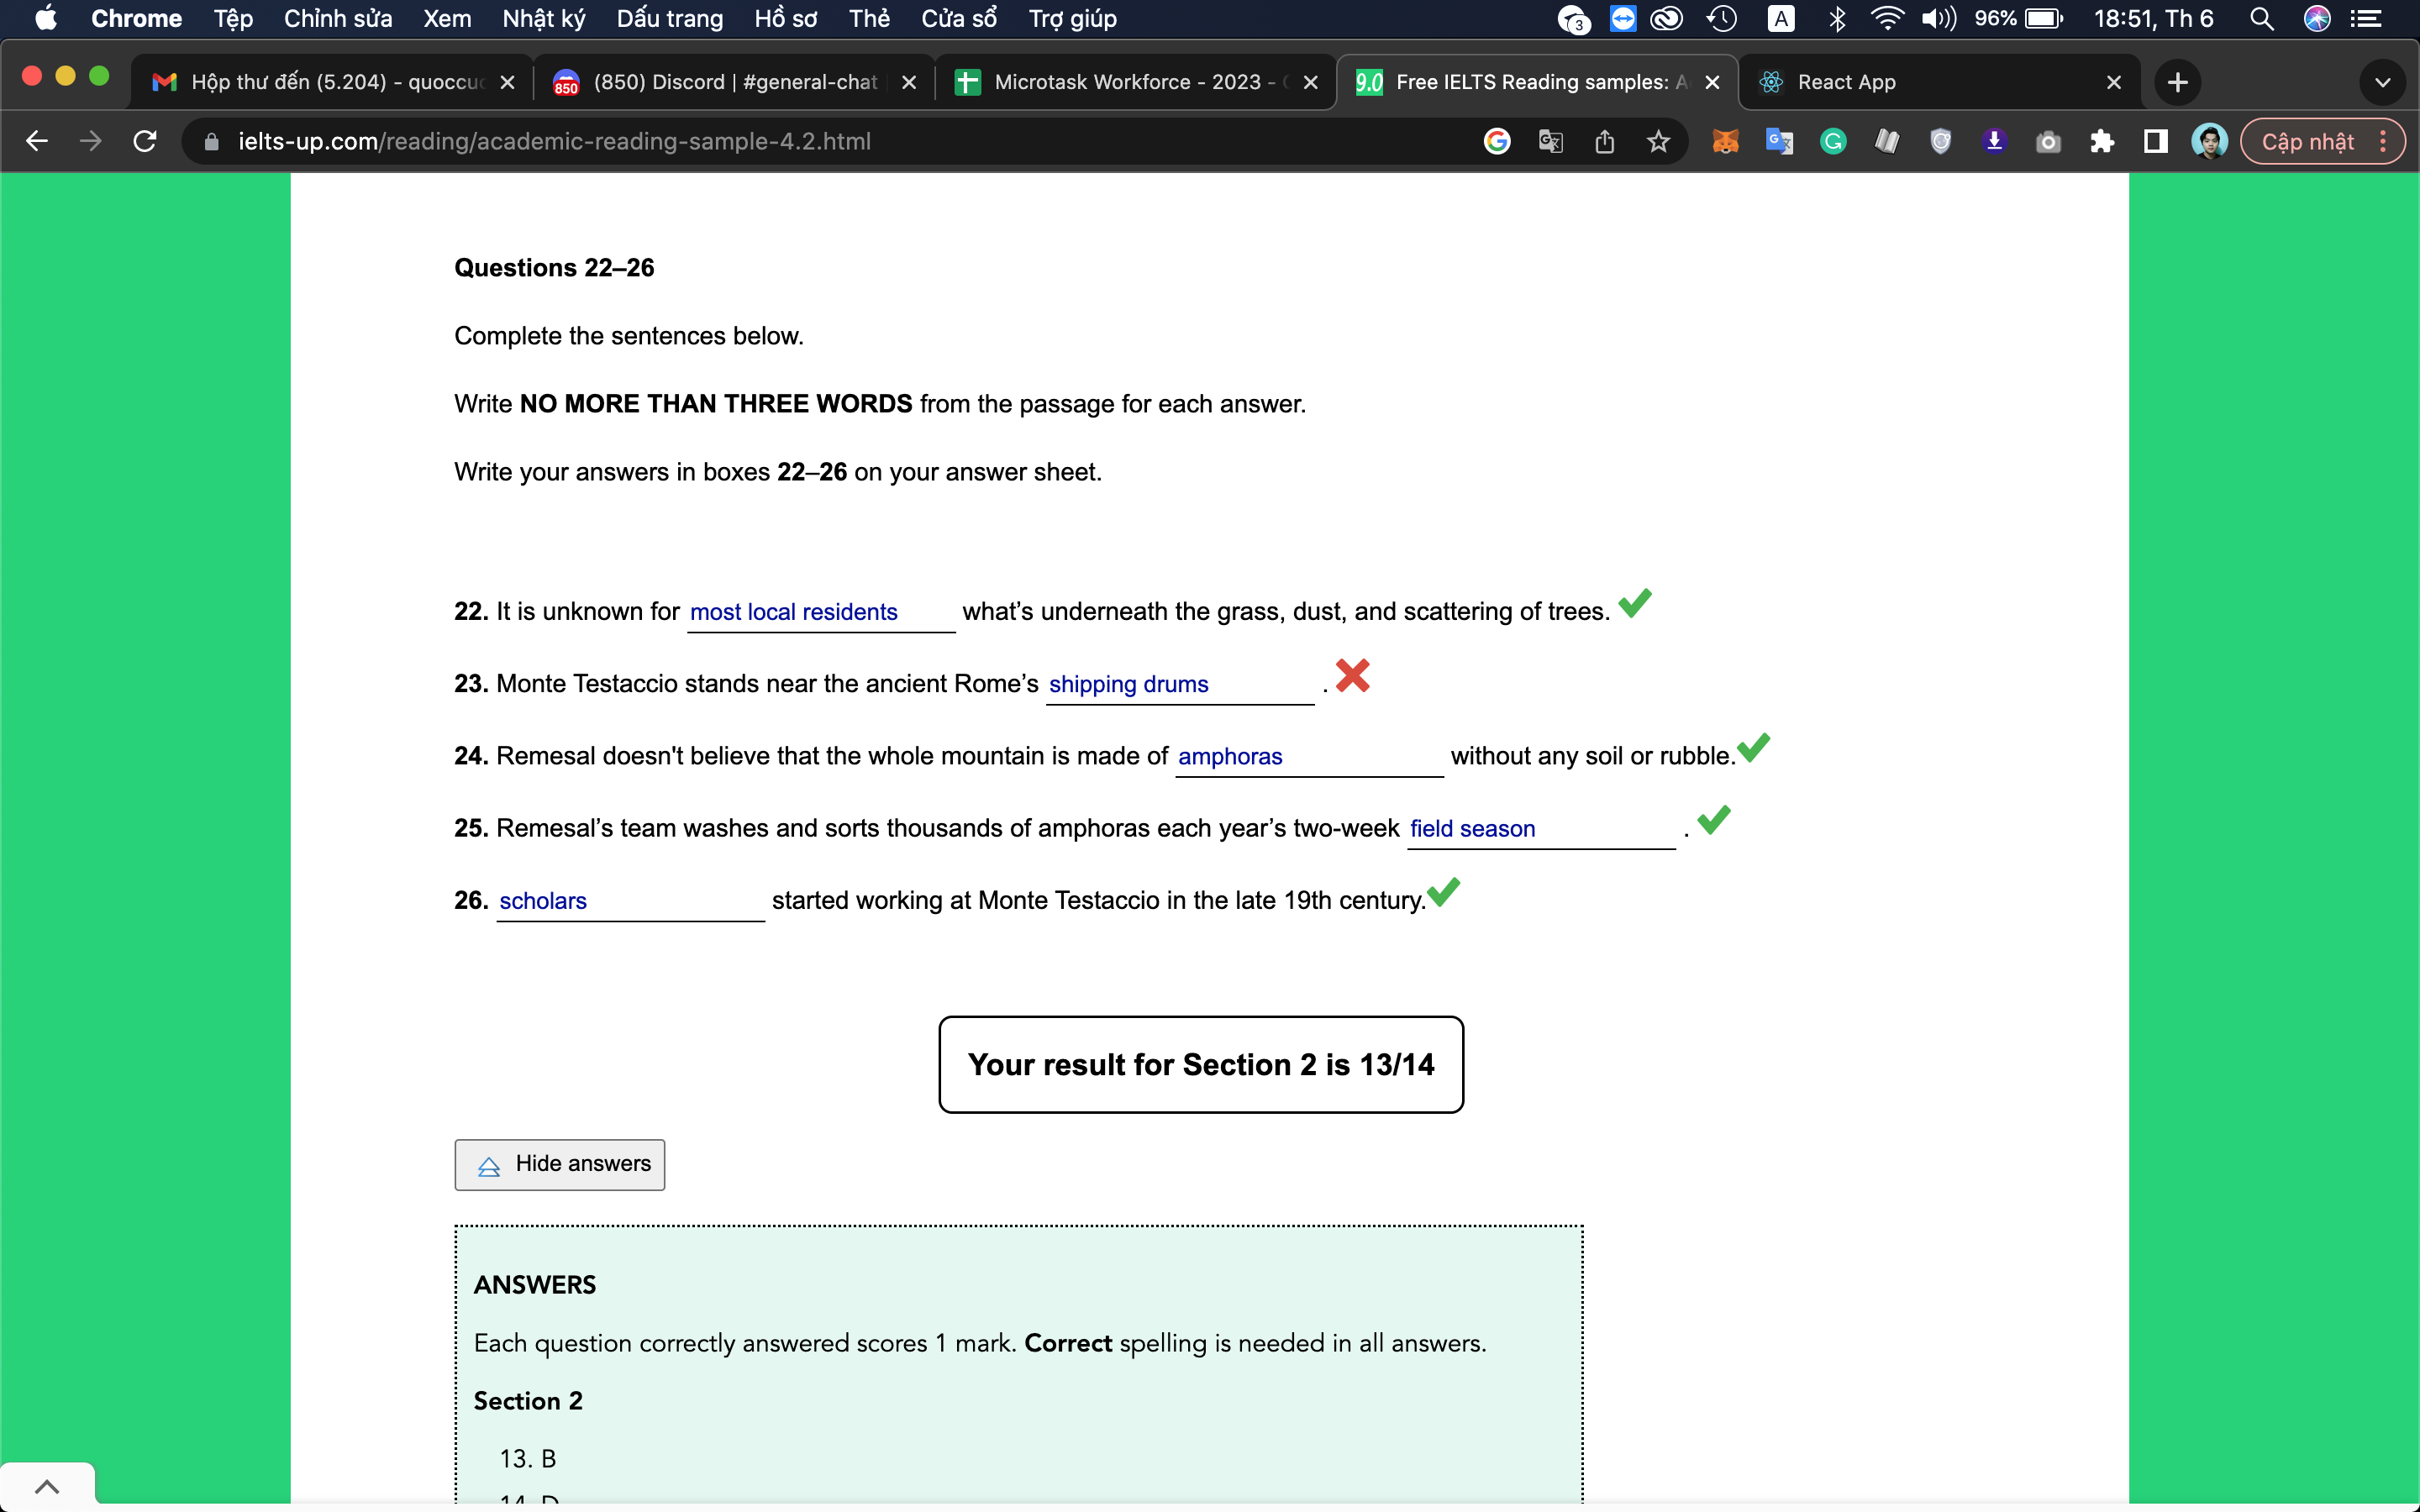 Chrome Tệp Chỉnh sửa Xem Nhật ký Dấu trang Hồ sơ Thẻ Cửa sổ Trợ giúp 3 A 96% 18:51, Th 6
Hộp thư đến (5.204) - quoccu 850 (850) Discord | #general-chat Microtask Workforce - 2023 - 9.0 Free IELTS Reading samples: A React App
ielts-up.com/reading/academic-reading-sample-4.2.html Cập nhật
Questions 22–26
Complete the sentences below.
Write NO MORE THAN THREE WORDS from the passage for each answer.
Write your answers in boxes 22–26 on your answer sheet.
22. It is unknown for most local residents what's underneath the grass, dust, and scattering of trees.
23. Monte Testaccio stands near the ancient Rome's shipping drums .
24. Remesal doesn't believe that the whole mountain is made of amphoras without any soil or rubble.
25. Remesal's team washes and sorts thousands of amphoras each year's two-week field season .
26. scholars started working at Monte Testaccio in the late 19th century.
Your result for Section 2 is 13/14
Hide answers
ANSWERS
Each question correctly answered scores 1 mark. Correct spelling is needed in all answers.
Section 2
13. B
14. D